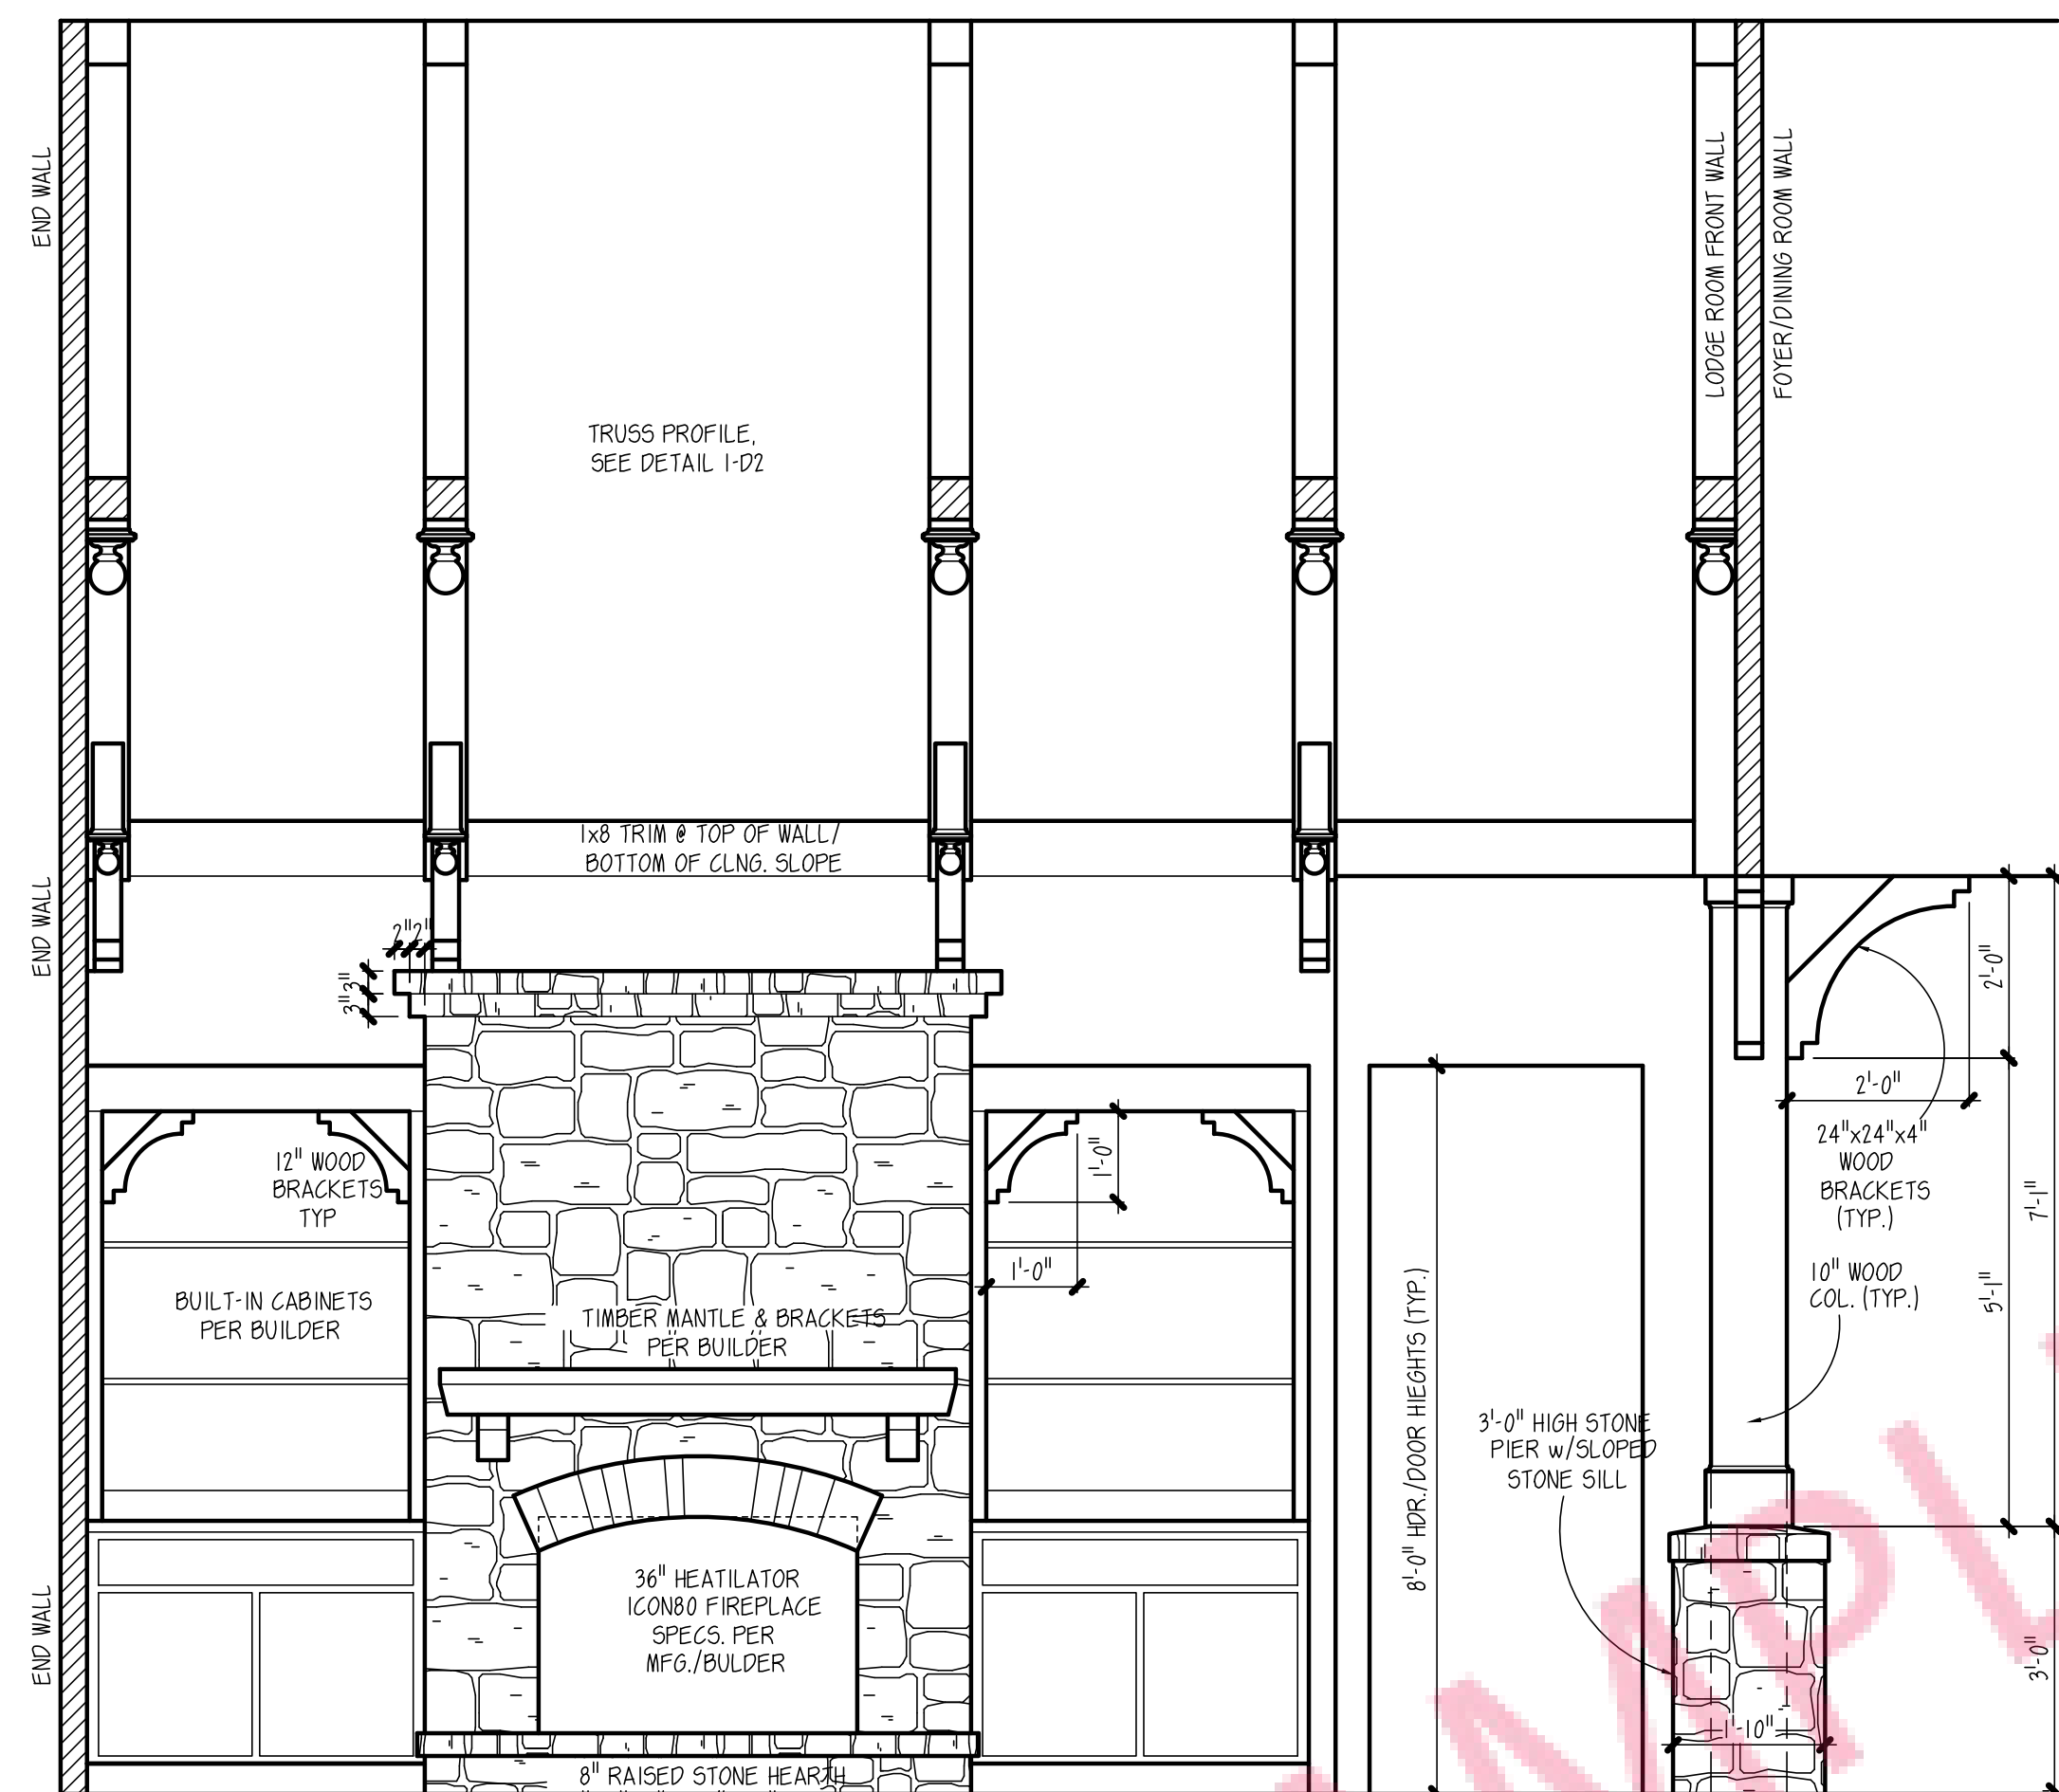 END WALL
LODGE ROOM FRONT WALL
FOYER/DINING ROOM WALL
TRUSS PROFILE,
SEE DETAIL 1-D2
1x8 TRIM @ TOP OF WALL/
BOTTOM OF CLNG. SLOPE
END WALL
2" 2"
3" 3"
2'-0"
2'-0"
24"x24"x4"
WOOD
BRACKETS
(TYP.)
7'-1"
12" WOOD
BRACKETS
TYP
1'-0"
1'-0"
BUILT-IN CABINETS
PER BUILDER
TIMBER MANTLE & BRACKETS
PER BUILDER
10" WOOD
COL. (TYP.)
5'-1"
8'-0" HDR./DOOR HIEGHTS (TYP.)
3'-0" HIGH STONE
PIER w/SLOPED
STONE SILL
END WALL
36" HEATILATOR
ICON80 FIREPLACE
SPECS. PER
MFG./BULDER
3'-0"
1'-10"
8" RAISED STONE HEARTH